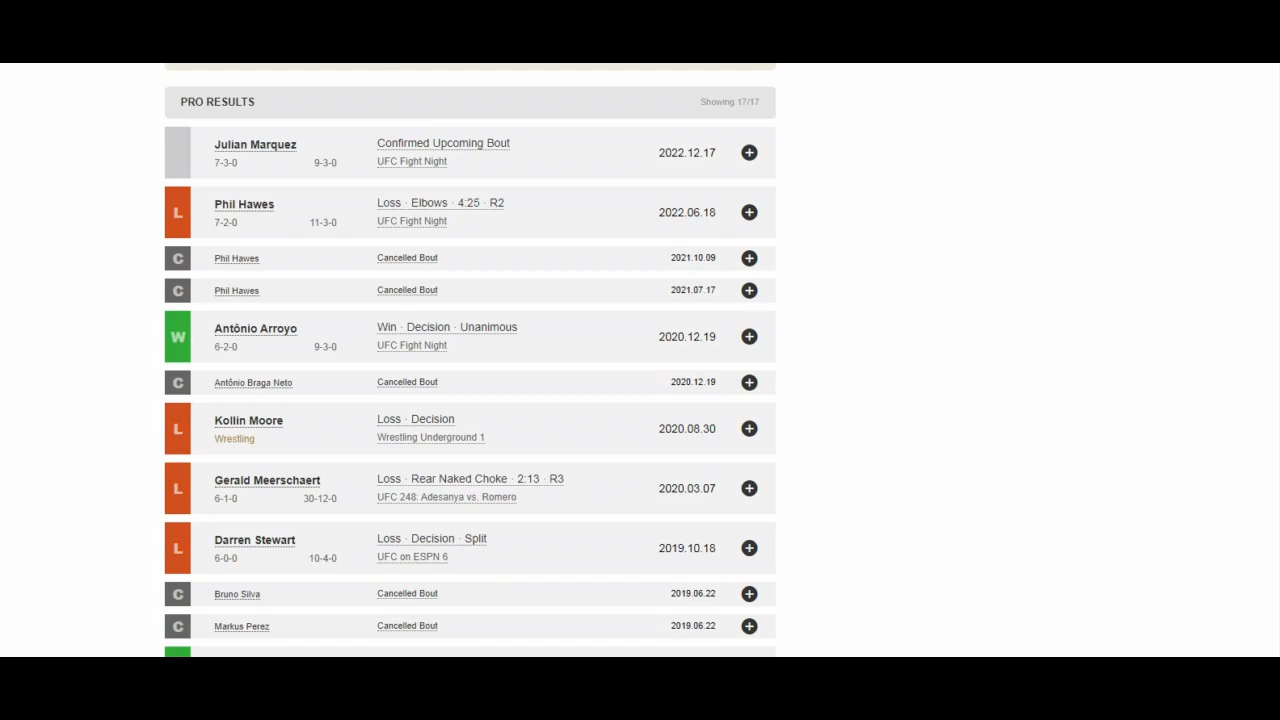 PRO RESULTS Showing 17/17
Julian Marquez Confirmed Upcoming Bout 2022.12.17
7-3-0 9-3-0 UFC Fight Night
L Phil Hawes Loss · Elbows · 4:25 · R2 2022.06.18
7-2-0 11-3-0 UFC Fight Night
C Phil Hawes Cancelled Bout 2021.10.09
C Phil Hawes Cancelled Bout 2021.07.17
W Antônio Arroyo Win · Decision · Unanimous 2020.12.19
6-2-0 9-3-0 UFC Fight Night
C Antônio Braga Neto Cancelled Bout 2020.12.19
L Kollin Moore Loss · Decision 2020.08.30
Wrestling Wrestling Underground 1
L Gerald Meerschaert Loss · Rear Naked Choke · 2:13 · R3 2020.03.07
6-1-0 30-12-0 UFC 248: Adesanya vs. Romero
L Darren Stewart Loss · Decision · Split 2019.10.18
6-0-0 10-4-0 UFC on ESPN 6
C Bruno Silva Cancelled Bout 2019.06.22
C Markus Perez Cancelled Bout 2019.06.22